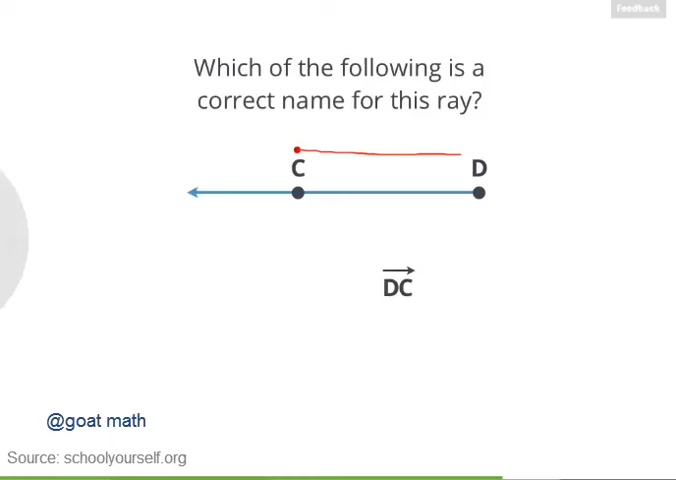 Feedback
Which of the following is a
correct name for this ray?
C D
DC
@goat math
Source: schoolyourself.org